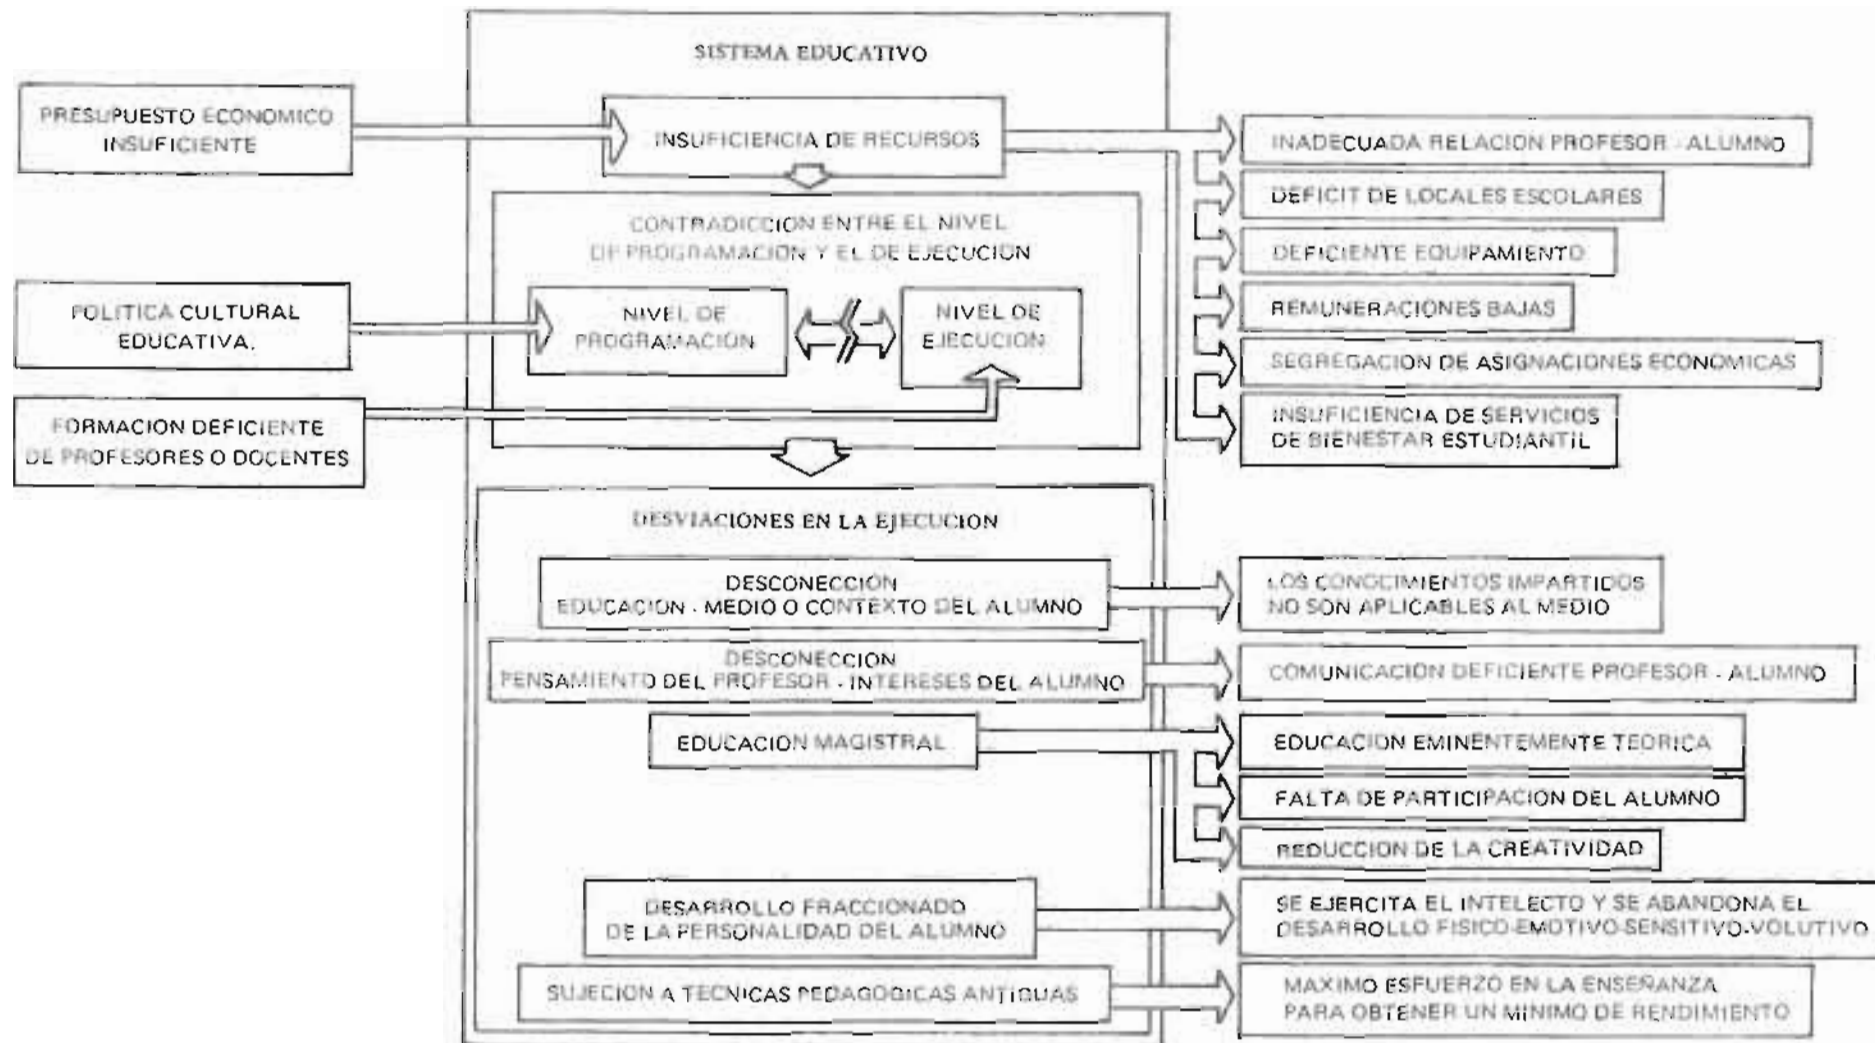 SISTEMA EDUCATIVO
PRESUPUESTO ECONOMICO
INSUFICIENTE
INSUFICIENCIA DE RECURSOS
INADECUADA RELACION PROFESOR - ALUMNO
DEFICIT DE LOCALES ESCOLARES
DEFICIENTE EQUIPAMIENTO
REMUNERACIONES BAJAS
SEGREGACION DE ASIGNACIONES ECONOMICAS
INSUFICIENCIA DE SERVICIOS
DE BIENESTAR ESTUDIANTIL
CONTRADICCION ENTRE EL NIVEL
DE PROGRAMACION Y EL DE EJECUCION
POLITICA CULTURAL
EDUCATIVA.
NIVEL DE
PROGRAMACIÓN
NIVEL DE
EJECUCION
FORMACION DEFICIENTE
DE PROFESORES O DOCENTES
DESVIACIONES EN LA EJECUCION
DESCONECCIÓN
EDUCACION - MEDIO O CONTEXTO DEL ALUMNO
LOS CONOCIMIENTOS IMPARTIDOS
NO SON APLICABLES AL MEDIO
DESCONECCION
PENSAMIENTO DEL PROFESOR - INTERESES DEL ALUMNO
COMUNICACION DEFICIENTE PROFESOR - ALUMNO
EDUCACION MAGISTRAL
EDUCACION EMINENTEMENTE TEORICA
FALTA DE PARTICIPACION DEL ALUMNO
REDUCCION DE LA CREATIVIDAD
DESARROLLO FRACCIONADO
DE LA PERSONALIDAD DEL ALUMNO
SE EJERCITA EL INTELECTO Y SE ABANDONA EL
DESARROLLO FISICO-EMOTIVO-SENSITIVO-VOLUTIVO
SUJECION A TECNICAS PEDAGOGICAS ANTIGUAS
MAXIMO ESFUERZO EN LA ENSEÑANZA
PARA OBTENER UN MINIMO DE RENDIMIENTO